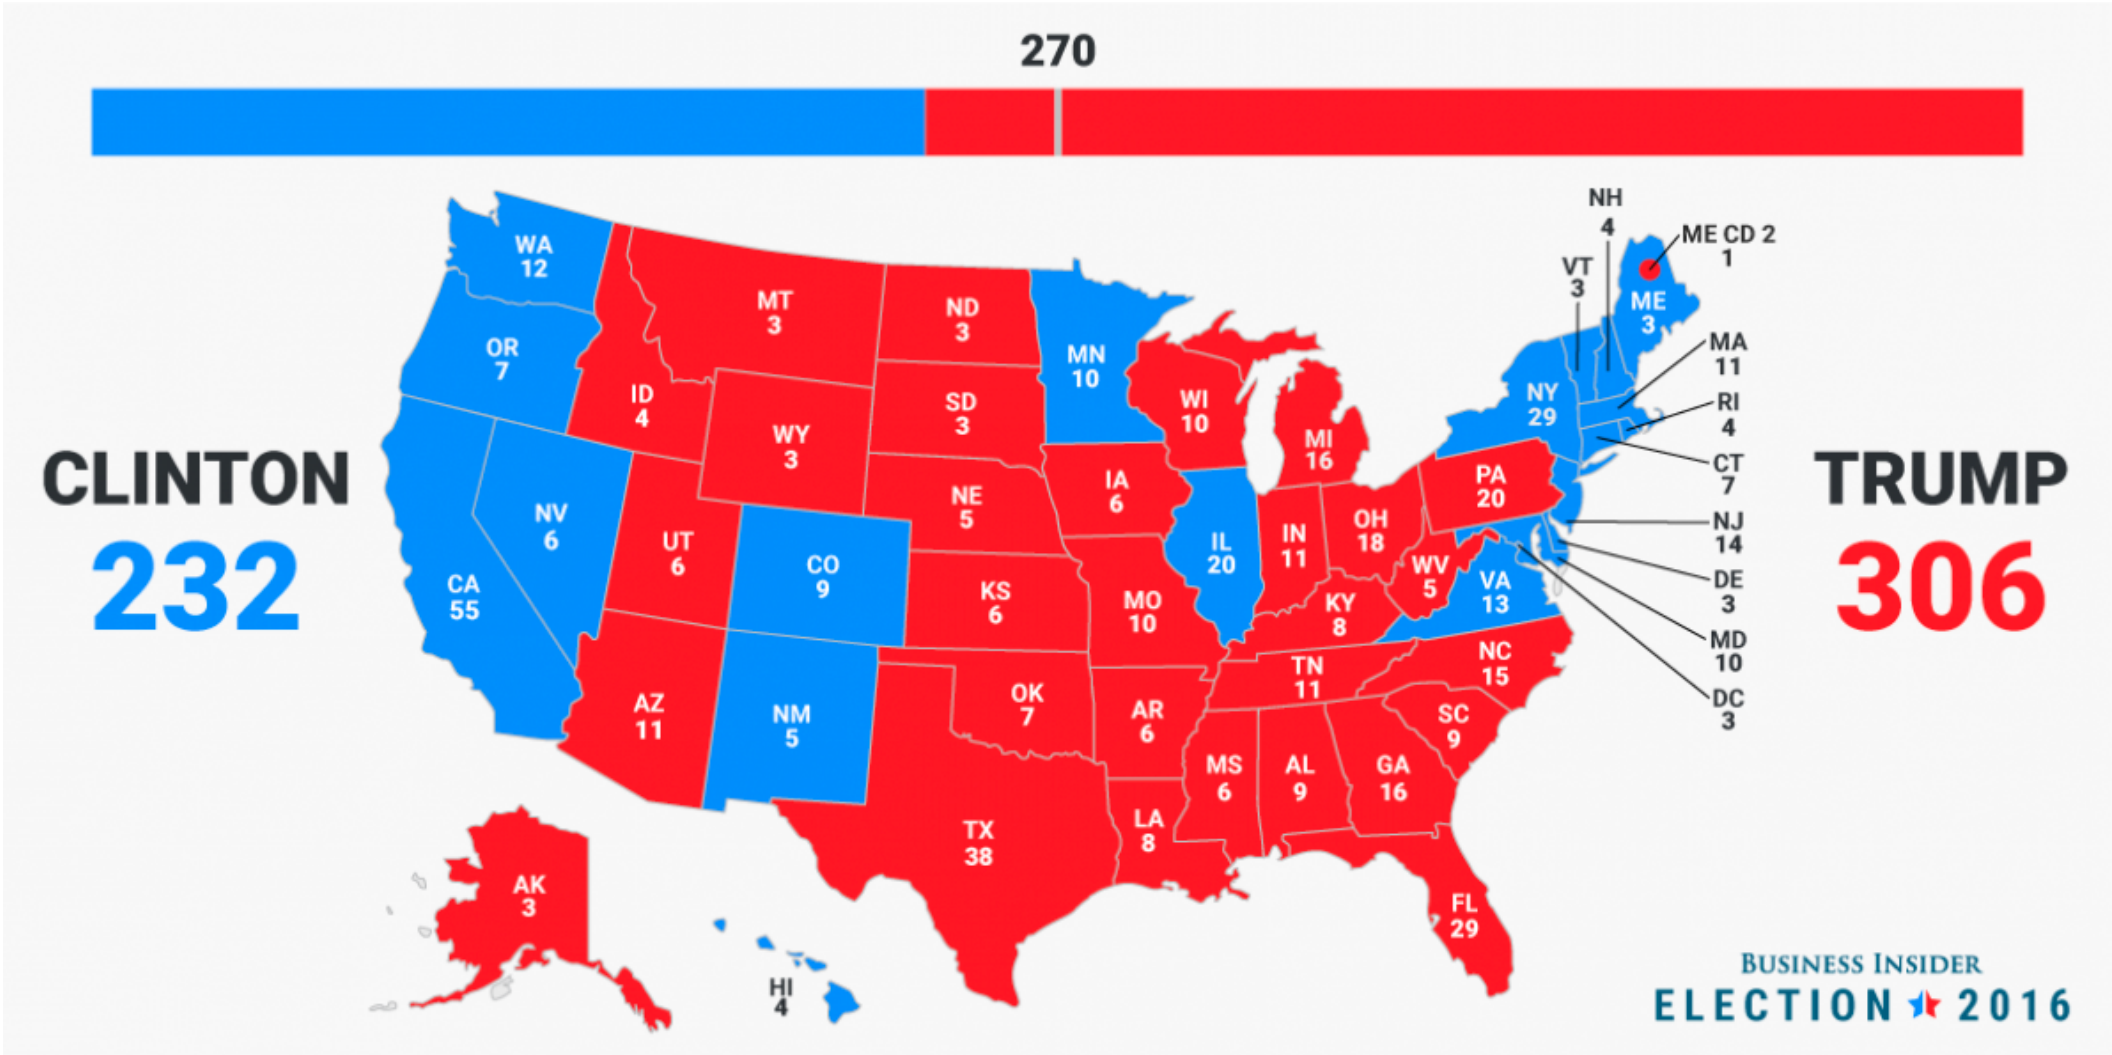 270
CLINTON
232
TRUMP
306
WA
12
OR
7
CA
55
NV
6
ID
4
MT
3
WY
3
UT
6
AZ
11
CO
9
NM
5
ND
3
SD
3
NE
5
KS
6
OK
7
TX
38
MN
10
IA
6
MO
10
AR
6
LA
8
WI
10
IL
20
MI
16
IN
11
OH
18
KY
8
TN
11
MS
6
AL
9
GA
16
FL
29
SC
9
NC
15
VA
13
WV
5
PA
20
NY
29
VT
3
NH
4
ME CD 2
1
ME
3
MA
11
RI
4
CT
7
NJ
14
DE
3
MD
10
DC
3
AK
3
HI
4
BUSINESS INSIDER
ELECTION 2016